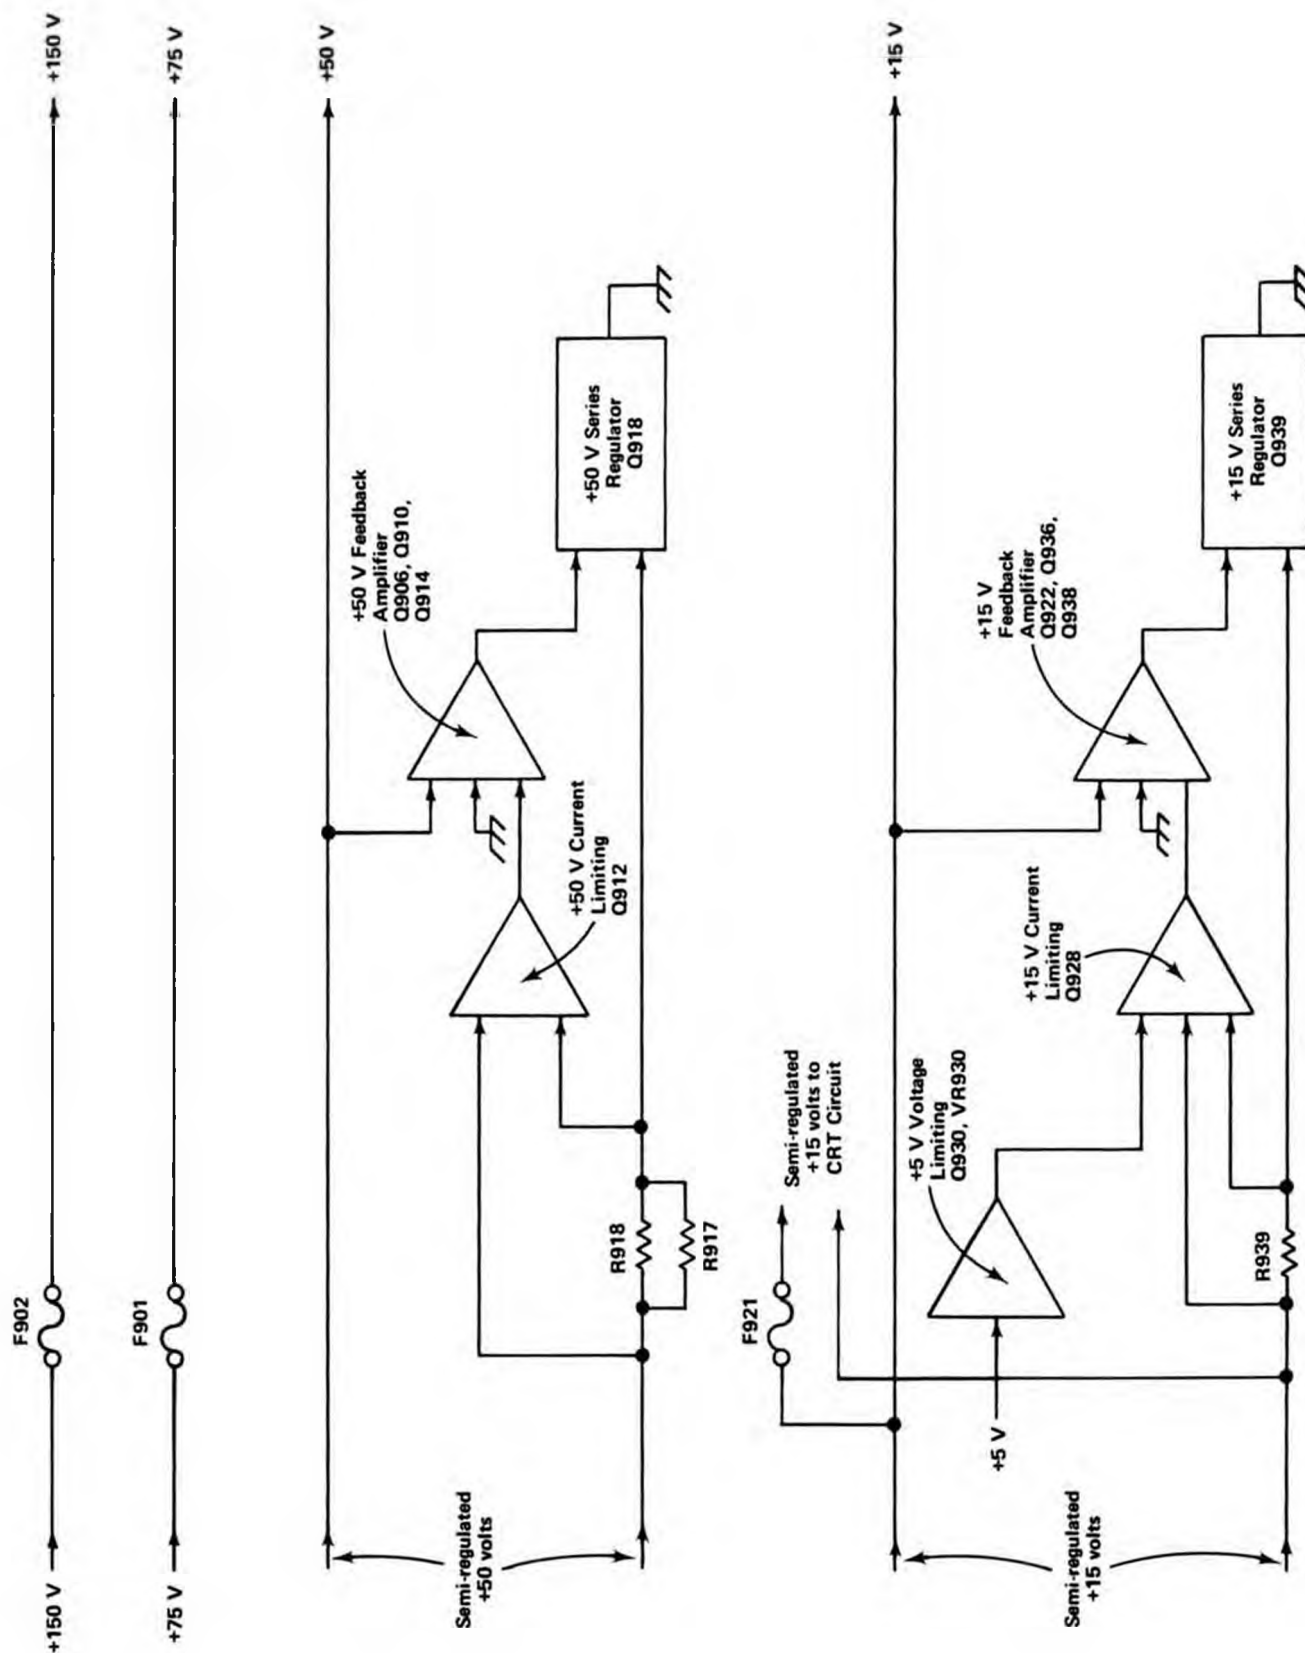 +150 V
F902
+150 V
+75 V
F901
+75 V
+50 V
Semi-regulated
+50 volts
R918
R917
+50 V Current
Limiting
Q912
+50 V Feedback
Amplifier
Q906, Q910,
Q914
+50 V Series
Regulator
Q918
+15 V
F921
Semi-regulated
+15 volts to
CRT Circuit
Semi-regulated
+15 volts
+5 V
+5 V Voltage
Limiting
Q930, VR930
R939
+15 V Current
Limiting
Q928
+15 V
Feedback
Amplifier
Q922, Q936,
Q938
+15 V Series
Regulator
Q939